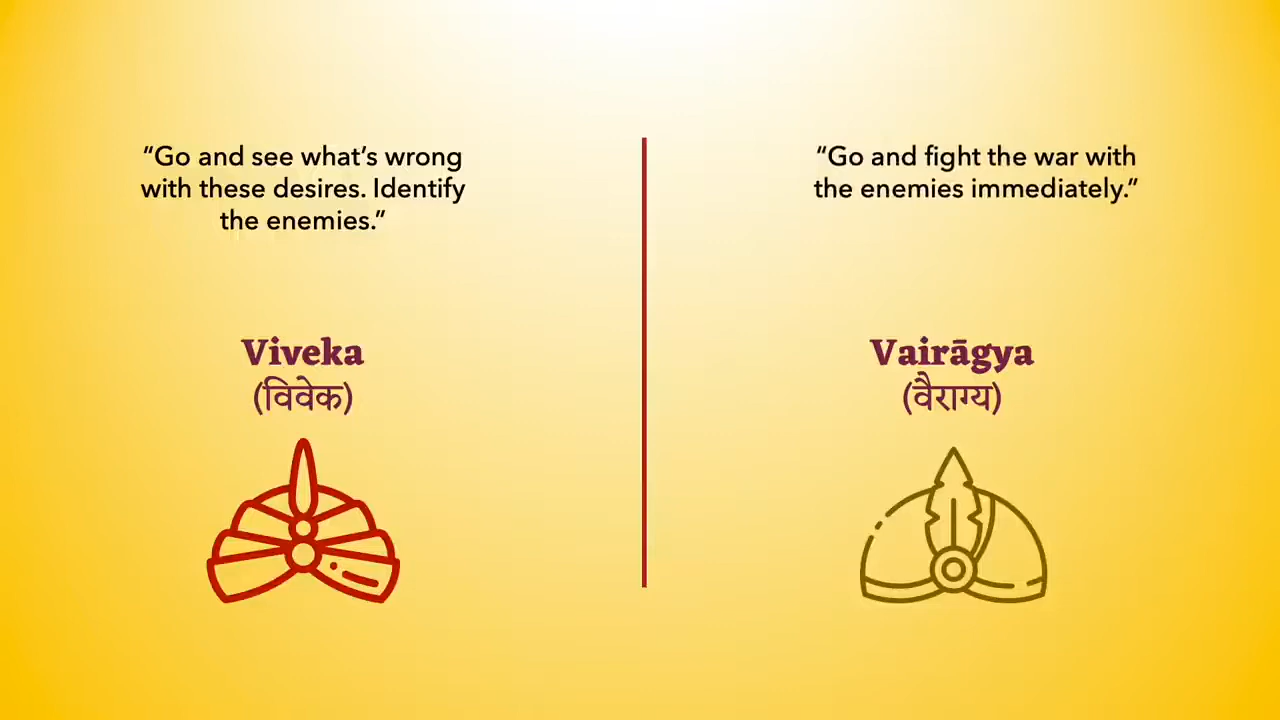 “Go and see what’s wrong
with these desires. Identify
the enemies.”
Viveka
(विवेक)
“Go and fight the war with
the enemies immediately.”
Vairāgya
(वैराग्य)